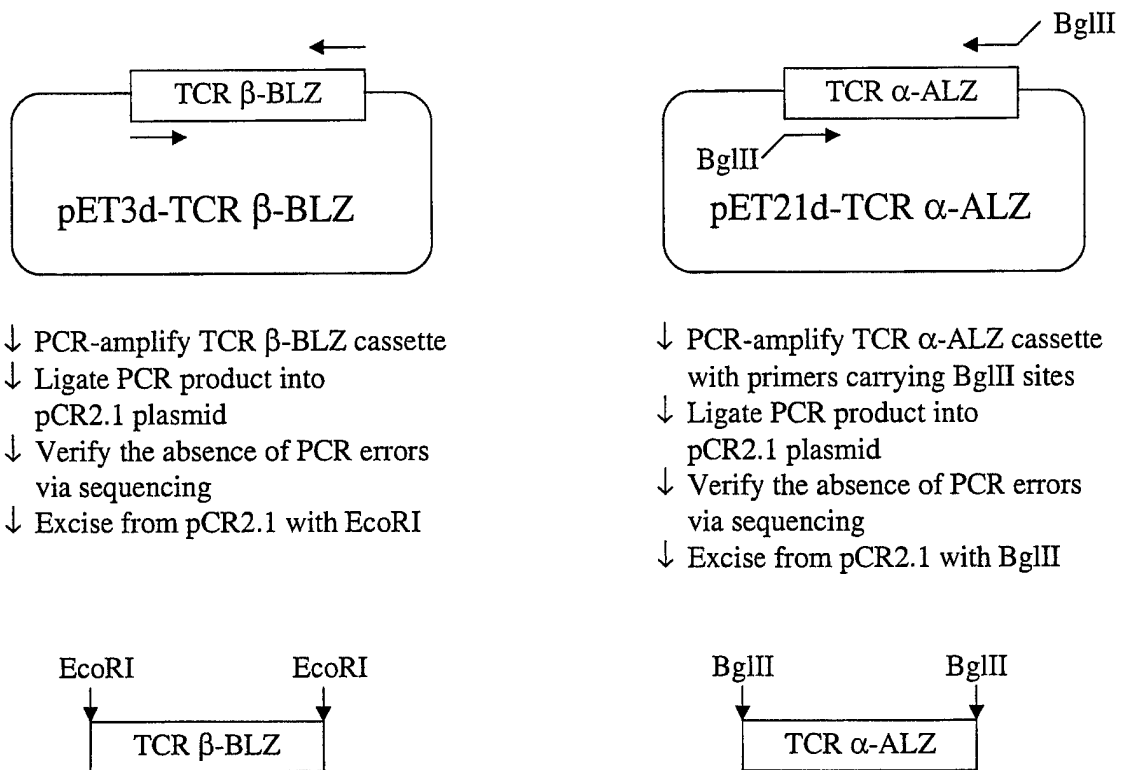 TCR β-BLZ
pET3d-TCR β-BLZ
↓ PCR-amplify TCR β-BLZ cassette
↓ Ligate PCR product into
pCR2.1 plasmid
↓ Verify the absence of PCR errors
via sequencing
↓ Excise from pCR2.1 with EcoRI
EcoRI EcoRI
TCR β-BLZ
BglII
TCR α-ALZ
BglII
pET21d-TCR α-ALZ
↓ PCR-amplify TCR α-ALZ cassette
with primers carrying BglII sites
↓ Ligate PCR product into
pCR2.1 plasmid
↓ Verify the absence of PCR errors
via sequencing
↓ Excise from pCR2.1 with BglII
BglII BglII
TCR α-ALZ